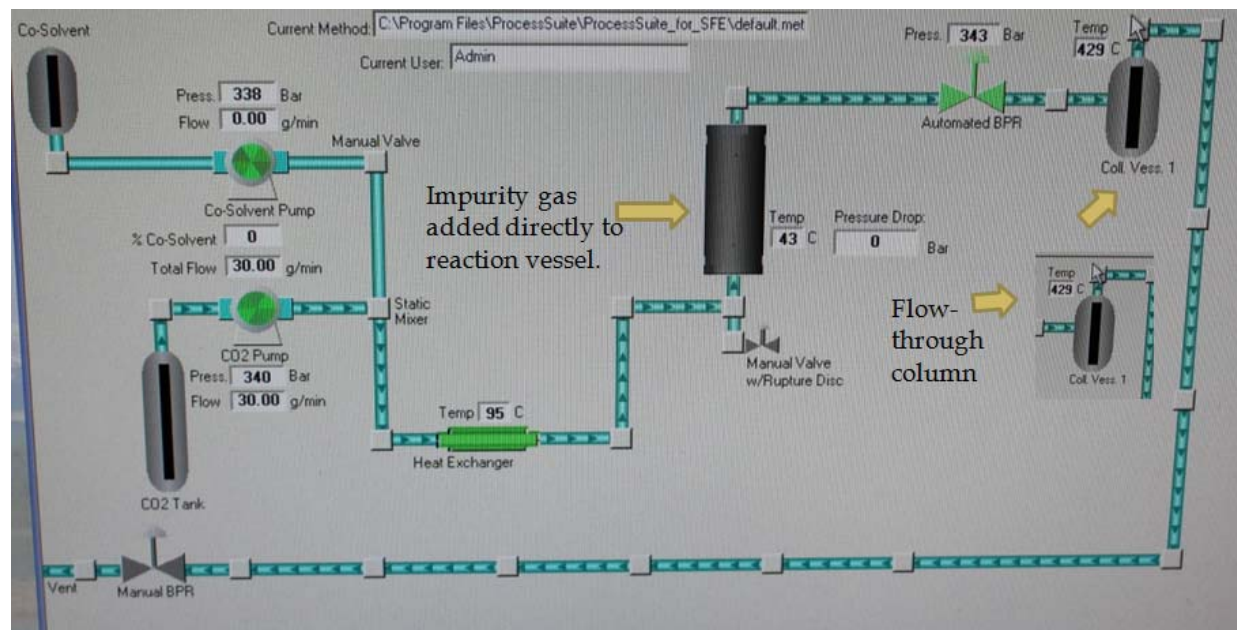 Co-Solvent
Current Method: C:\Program Files\ProcessSuite\ProcessSuite_for_SFE\default.met
Current User: Admin
Press. 338 Bar
Flow 0.00 g/min
Manual Valve
Co-Solvent Pump
% Co-Solvent 0
Total Flow 30.00 g/min
Static
Mixer
CO2 Pump
Press. 340 Bar
Flow 30.00 g/min
CO2 Tank
Temp 95 C
Heat Exchanger
Impurity gas
added directly to
reaction vessel.
Temp
43 C
Pressure Drop:
0 Bar
Manual Valve
w/Rupture Disc
Press. 343 Bar
Automated BPR
Temp
429 C
Coll. Vess. 1
Flow-
through
column
Temp
429 C
Coll. Vess. 1
Vent
Manual BPR